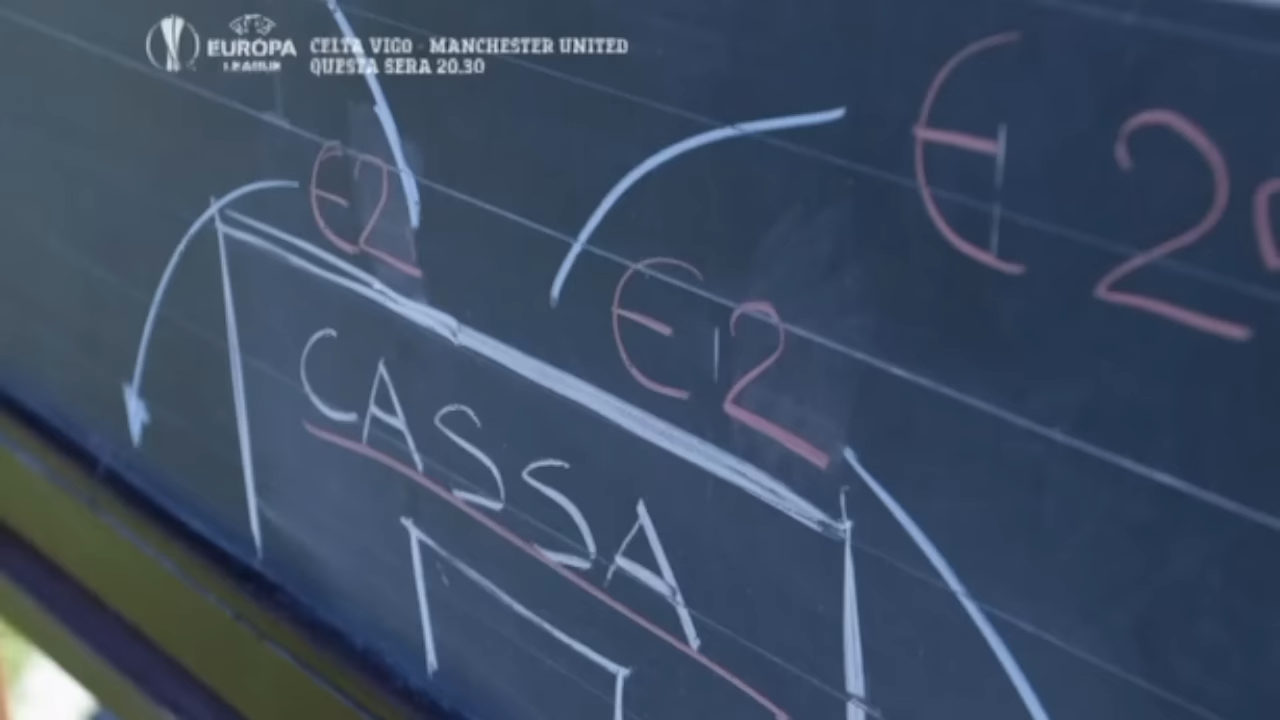 EUROPA
LEAGUE
CELTA VIGO - MANCHESTER UNITED
QUESTA SERA 20.30
€2
€ 2
€2
CASSA